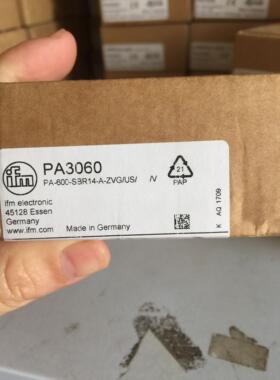 ifm
PA3060
PA-600-SBR14-A-ZVG/US/ /V
21
PAP
ifm electronic
45128 Essen
Germany
www.ifm.com Made in Germany
K AQ 1709